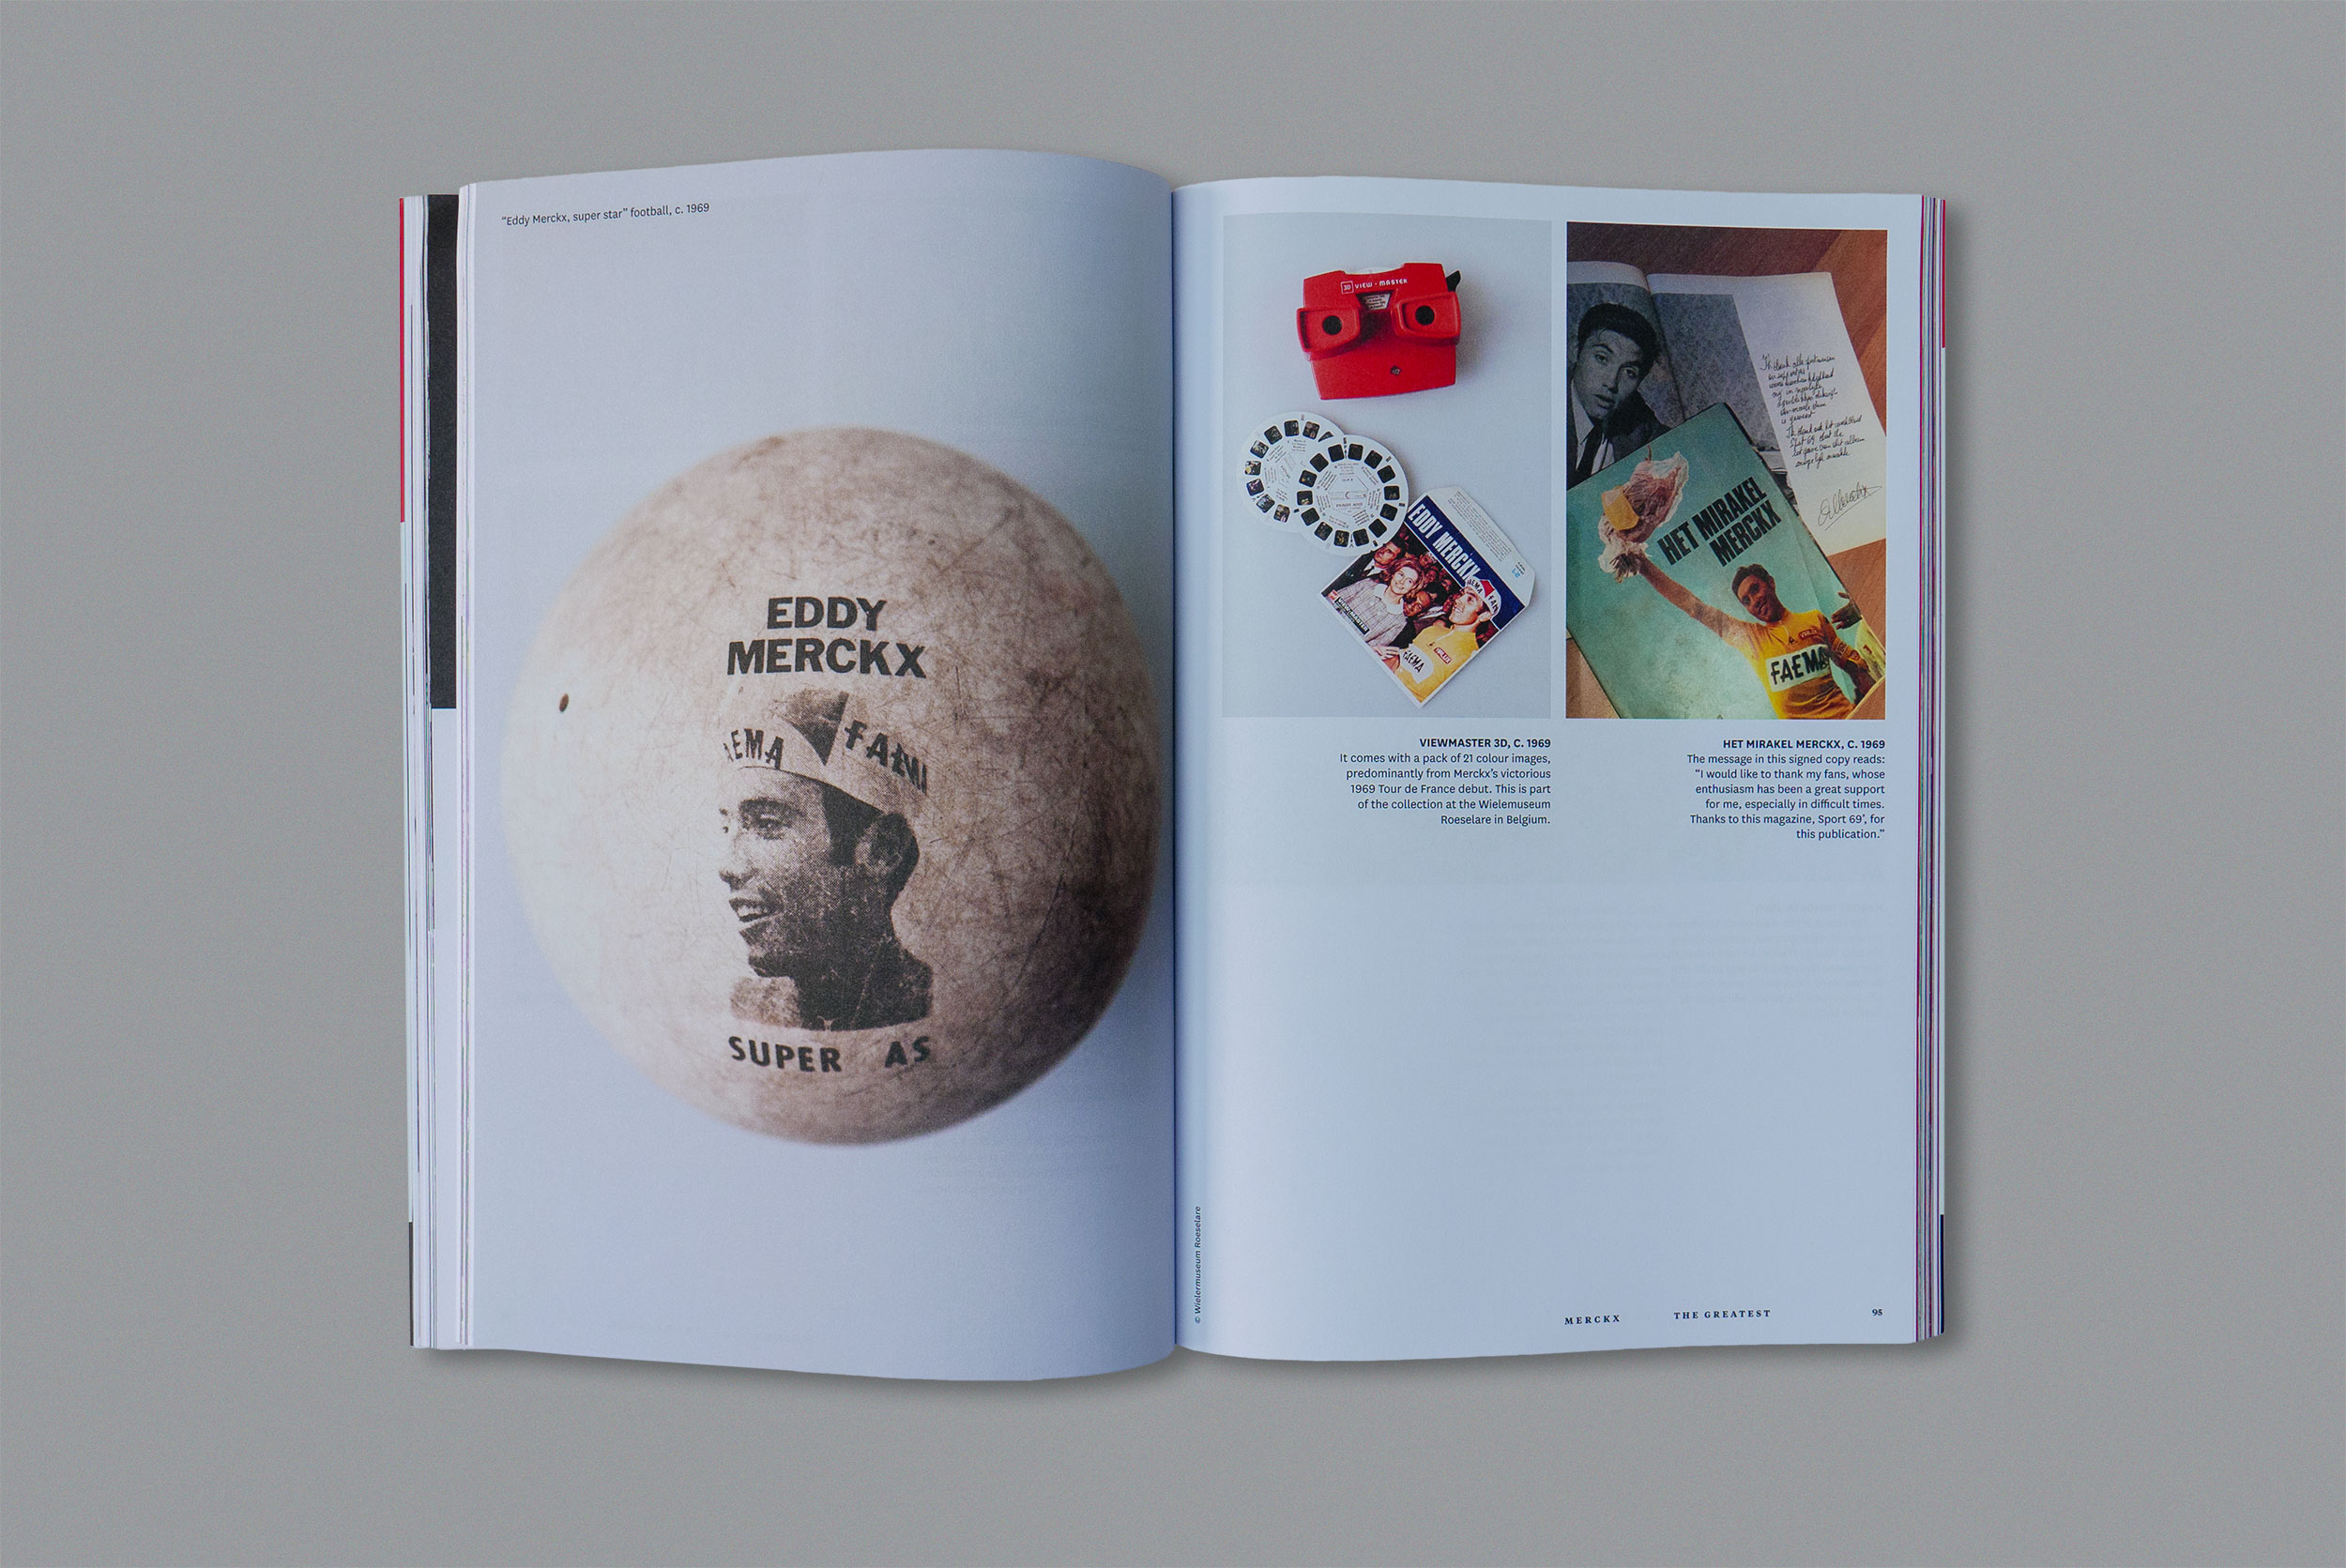 “Eddy Merckx, super star” football, c. 1969
EDDY
MERCKX
AEMA FAEMA
SUPER AS
3D VIEW-MASTER
EDDY MERCKX
FAEMA
HET MIRAKEL
MERCKX
FAEMA
VIEWMASTER 3D, C. 1969
It comes with a pack of 21 colour images,
predominantly from Merckx’s victorious
1969 Tour de France debut. This is part
of the collection at the Wielemuseum
Roeselare in Belgium.
HET MIRAKEL MERCKX, C. 1969
The message in this signed copy reads:
“I would like to thank my fans, whose
enthusiasm has been a great support
for me, especially in difficult times.
Thanks to this magazine, Sport 69’, for
this publication.”
© Wielermuseum Roeselare
MERCKX THE GREATEST 95